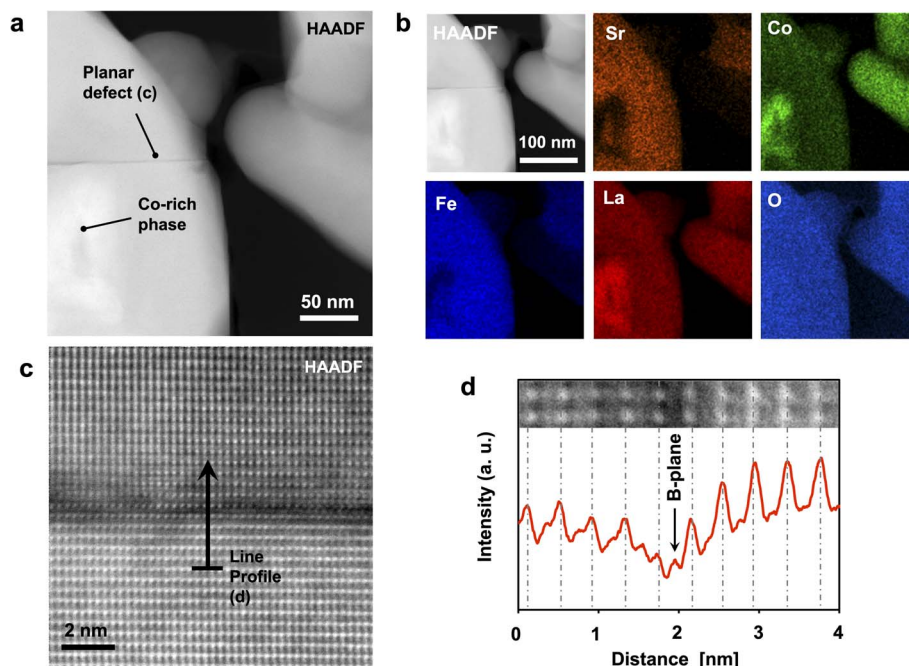 a
HAADF
Planar
defect (c)
Co-rich
phase
50 nm
b
HAADF
100 nm
Sr
Co
Fe
La
O
c
HAADF
Line
Profile
(d)
2 nm
d
Intensity (a. u.)
B-plane
0 1 2 3 4
Distance [nm]